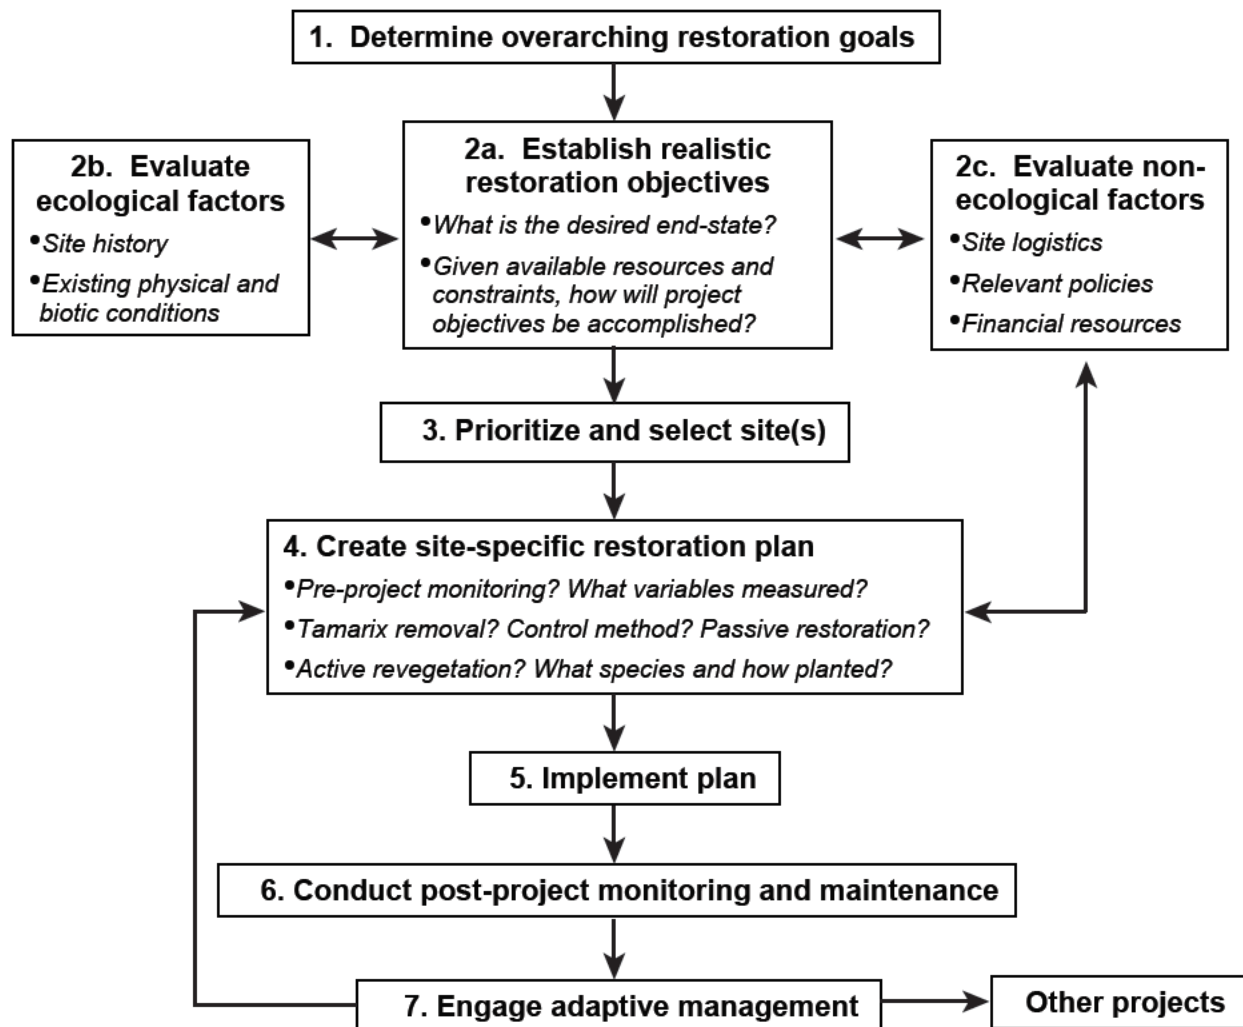 1. Determine overarching restoration goals
2b. Evaluate
ecological factors
•Site history
•Existing physical and
biotic conditions
2a. Establish realistic
restoration objectives
•What is the desired end-state?
•Given available resources and
constraints, how will project
objectives be accomplished?
2c. Evaluate non-
ecological factors
•Site logistics
•Relevant policies
•Financial resources
3. Prioritize and select site(s)
4. Create site-specific restoration plan
•Pre-project monitoring? What variables measured?
•Tamarix removal? Control method? Passive restoration?
•Active revegetation? What species and how planted?
5. Implement plan
6. Conduct post-project monitoring and maintenance
7. Engage adaptive management
Other projects